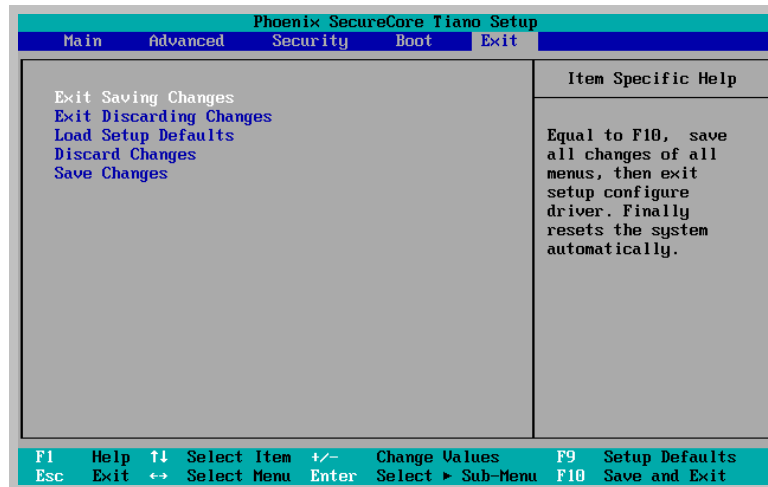 Phoenix SecureCore Tiano Setup
Main Advanced Security Boot Exit
Item Specific Help
Exit Saving Changes
Exit Discarding Changes
Load Setup Defaults
Discard Changes
Save Changes
Equal to F10, save
all changes of all
menus, then exit
setup configure
driver. Finally
resets the system
automatically.
F1 Help ↑↓ Select Item +/- Change Values F9 Setup Defaults
Esc Exit ↔ Select Menu Enter Select ► Sub-Menu F10 Save and Exit